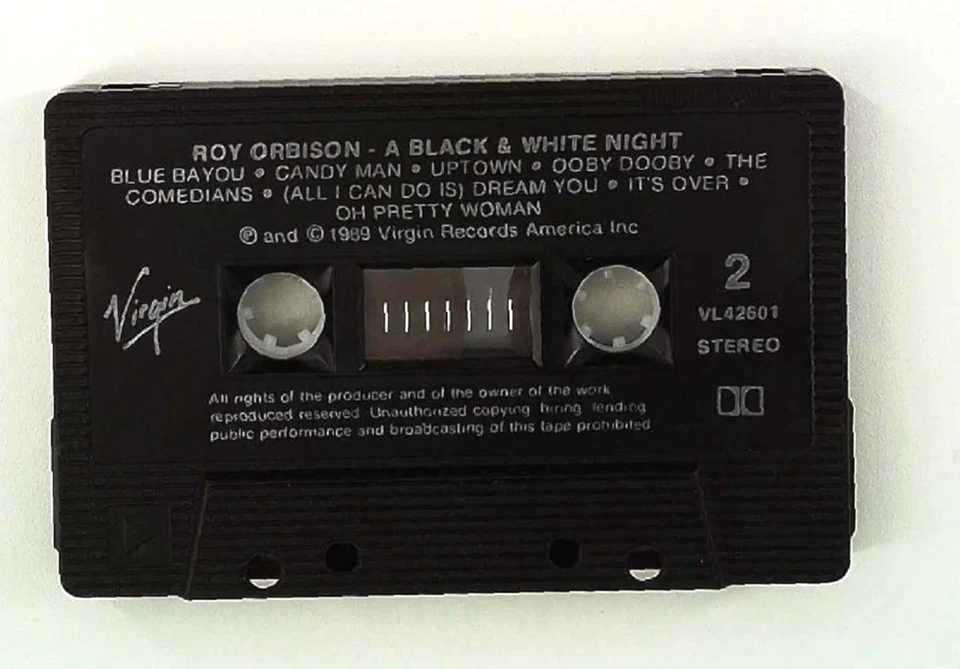 ROY ORBISON - A BLACK & WHITE NIGHT
BLUE BAYOU • CANDY MAN • UPTOWN • OOBY DOOBY • THE
COMEDIANS • (ALL I CAN DO IS) DREAM YOU • IT'S OVER •
OH PRETTY WOMAN
℗ and © 1989 Virgin Records America Inc
Virgin
2
VL42601
STEREO
All rights of the producer and of the owner of the work
reproduced reserved Unauthorized copying hiring lending
public performance and broadcasting of this tape prohibited